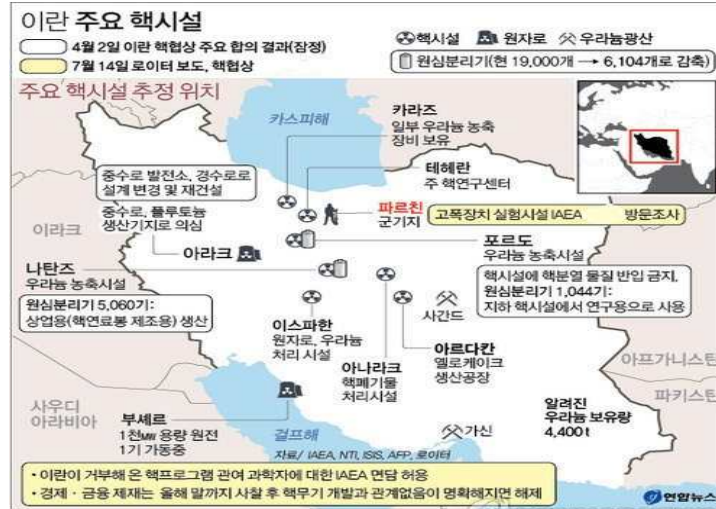 이란 주요 핵시설
4월 2일 이란 핵협상 주요 합의 결과(잠정)
7월 14일 로이터 보도, 핵협상
핵시설 원자로 우라늄광산
원심분리기(현 19,000개 → 6,104개로 감축)
주요 핵시설 추정 위치
카스피해
카라즈
일부 우라늄 농축
장비 보유
테헤란
주 핵연구센터
중수로 발전소, 경수로로
설계 변경 및 재건설
중수로, 플루토늄
생산기지로 의심
아라크
파르친
군기지
고폭장치 실험시설 IAEA 방문조사
이라크
포르도
우라늄 농축시설
핵시설에 핵분열 물질 반입 금지,
원심분리기 1,044기:
지하 핵시설에서 연구용으로 사용
나탄즈
우라늄 농축시설
원심분리기 5,060기:
상업용(핵연료봉 제조용) 생산
이스파한
원자로, 우라늄
처리 시설
아나라크
핵폐기물
처리시설
사간드
아르다칸
옐로케이크
생산공장
아프가니스탄
파키스탄
사우디
아라비아
부셰르
1천㎿ 용량 원전
1기 가동중
걸프해
가신
알려진
우라늄 보유량
4,400t
자료/ IAEA, NTI, ISIS, AFP, 로이터
· 이란이 거부해 온 핵프로그램 관여 과학자에 대한 IAEA 면담 허용
· 경제 · 금융 제재는 올해 말까지 사찰 후 핵무기 개발과 관계없음이 명확해지면 해제
연합뉴스